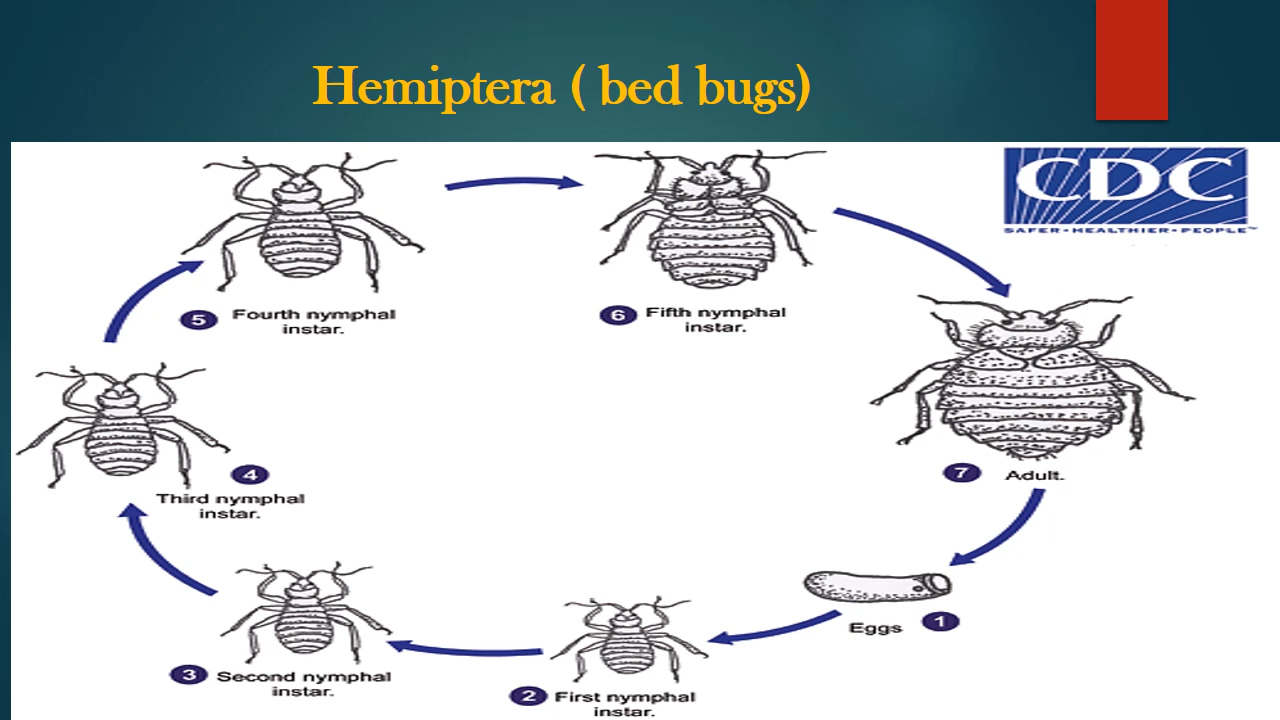 Hemiptera ( bed bugs)
CDC
SAFER•HEALTHIER•PEOPLE™
5 Fourth nymphal
instar.
6 Fifth nymphal
instar.
4
Third nymphal
instar.
7 Adult.
Eggs 1
3 Second nymphal
instar.
2 First nymphal
instar.